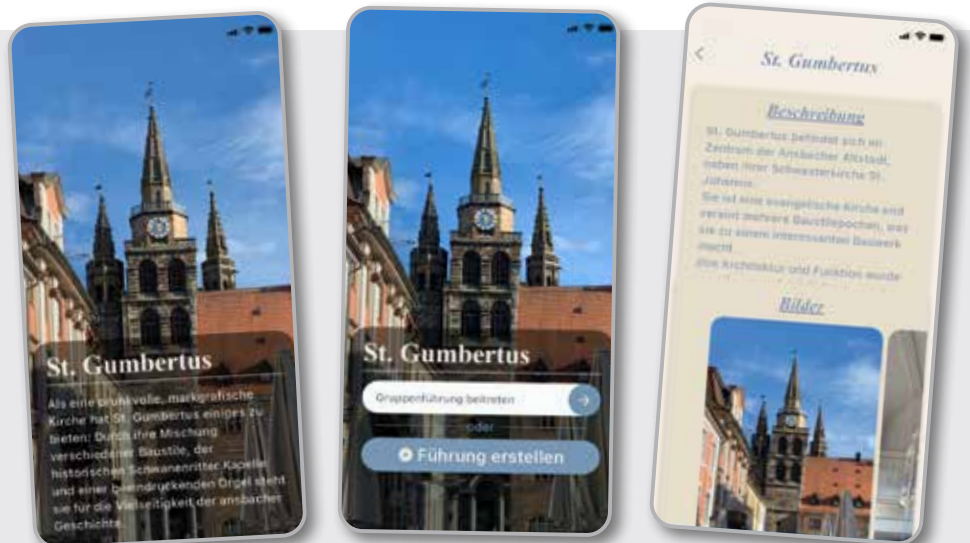 St. Gumbertus
Als eine prunkvolle, markgräfische
Kirche hat St. Gumbertus einiges zu
bieten: Durch ihre Mischung
verschiedener Baustile, der
historischen Schwanenritter Kapelle
und einer beeindruckenden Orgel steht
sie für die Vielseitigkeit der ansbacher
Geschichte.
St. Gumbertus
Gruppenführung beitreten
oder
Führung erstellen
St. Gumbertus
Beschreibung
St. Gumbertus befindet sich im
Zentrum der Ansbacher Altstadt,
neben ihrer Schwesterkirche St.
Johannis.
Sie ist eine evangelische Kirche und
vereint mehrere Baustilepochen, was
sie zu einem interessanten Bauwerk
macht
Ihre Architektur und Funktion wurde
Bilder